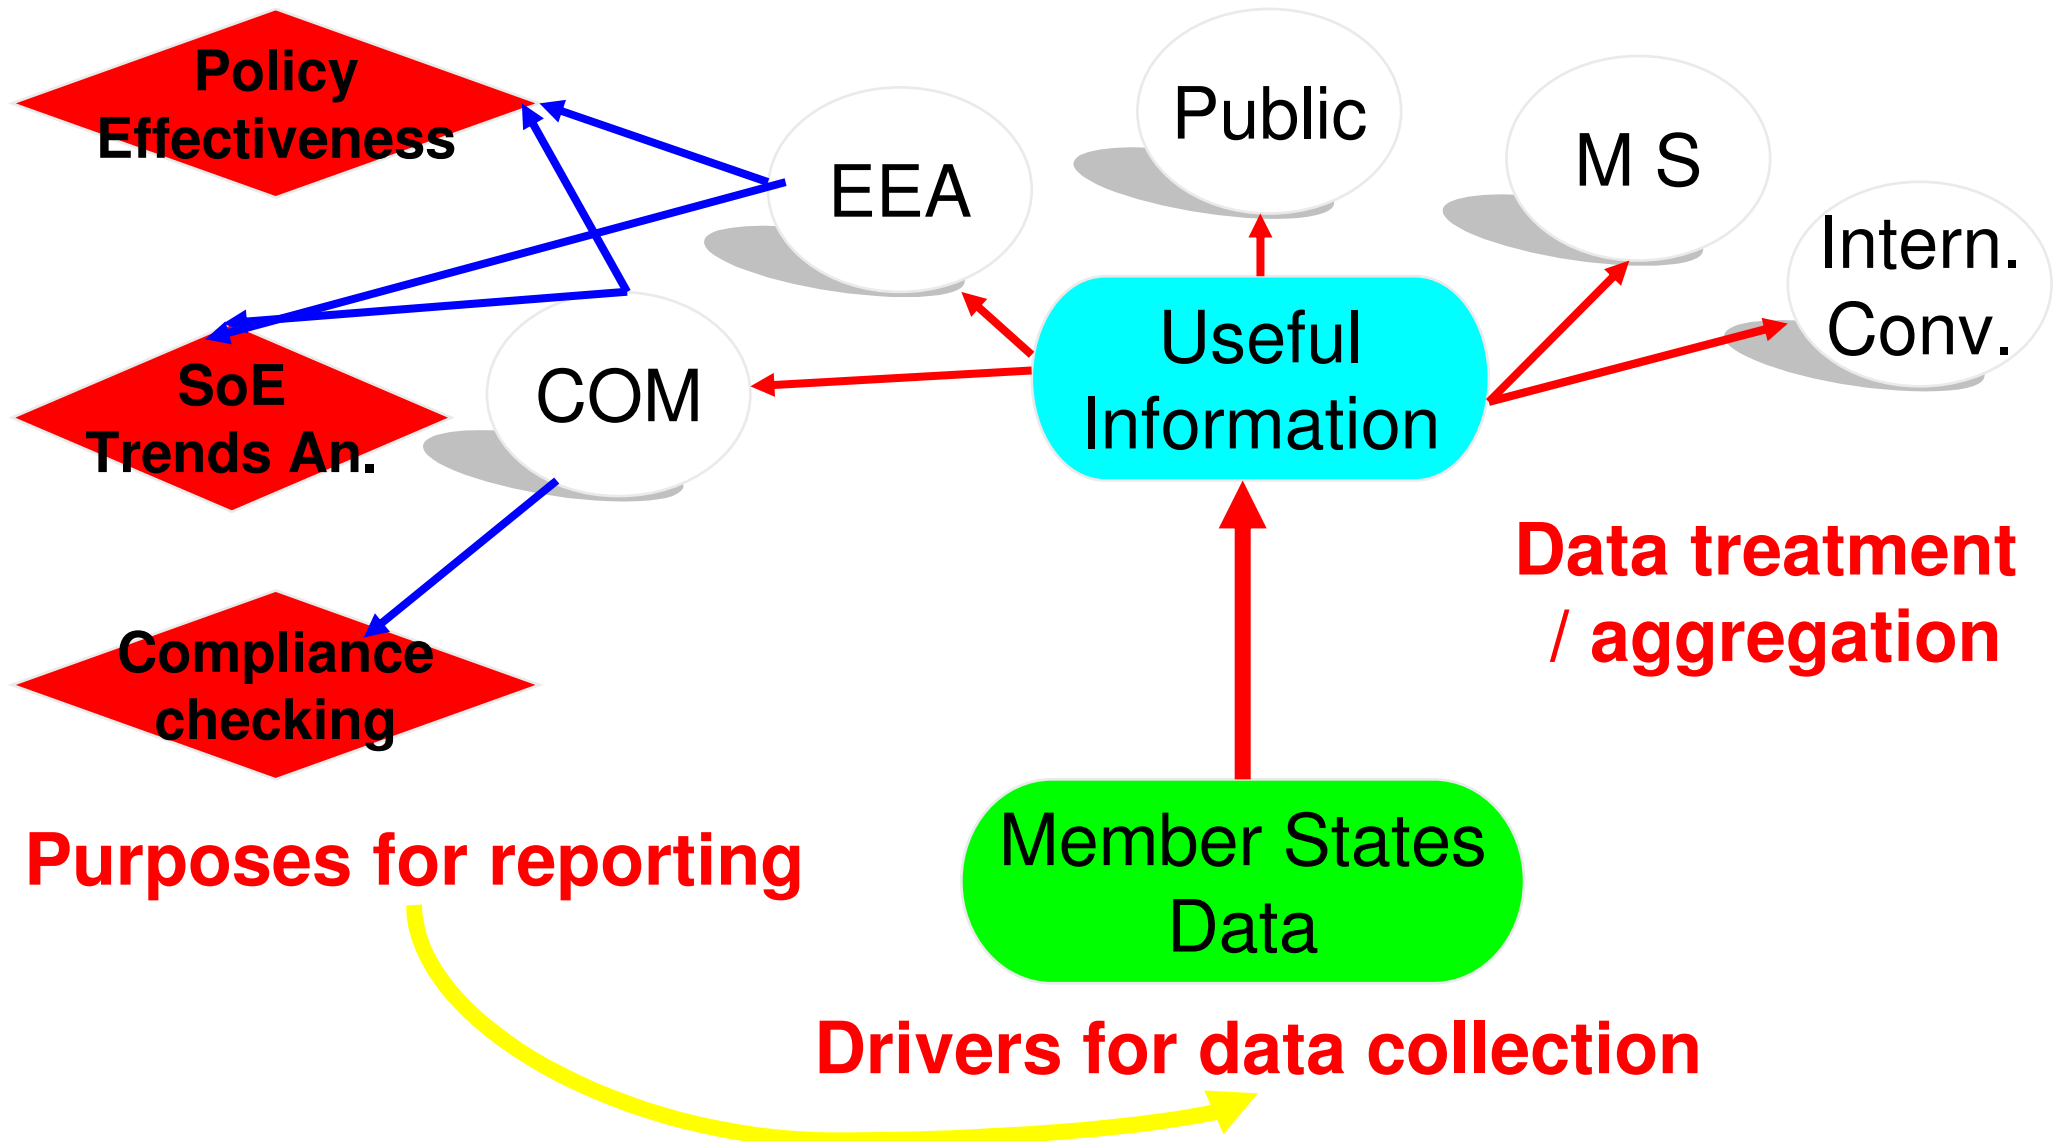 Policy
Effectiveness
EEA
Public
M S
Intern.
Conv.
SoE
Trends An.
COM
Useful
Information
Data treatment
/ aggregation
Compliance
checking
Purposes for reporting
Member States
Data
Drivers for data collection